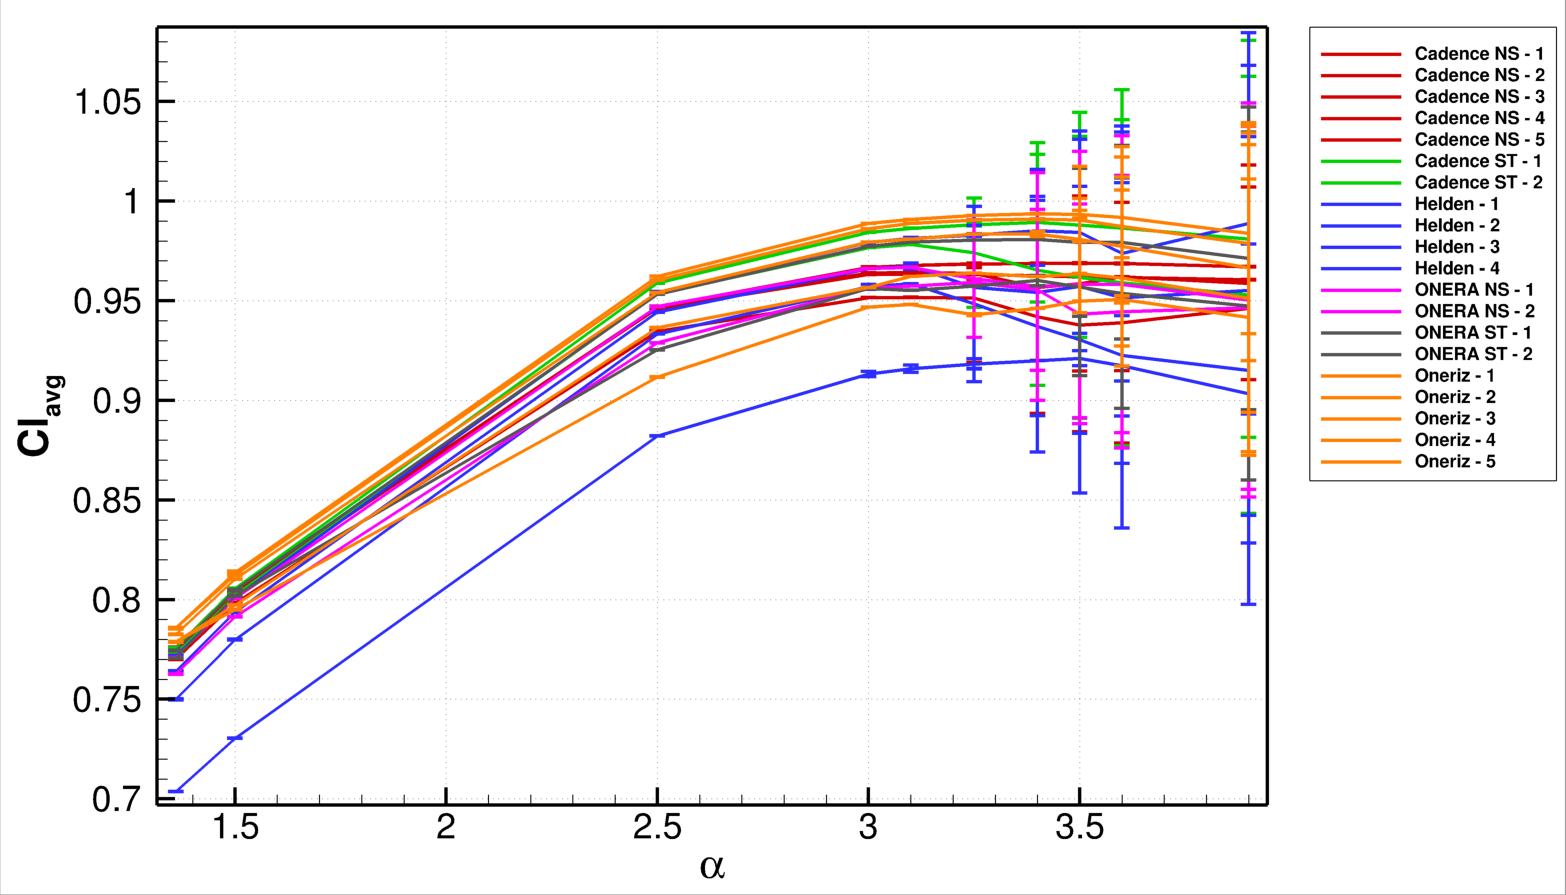 Cl_avg
1.05
1
0.95
0.9
0.85
0.8
0.75
0.7
1.5
2
2.5
3
3.5
α
Cadence NS - 1
Cadence NS - 2
Cadence NS - 3
Cadence NS - 4
Cadence NS - 5
Cadence ST - 1
Cadence ST - 2
Helden - 1
Helden - 2
Helden - 3
Helden - 4
ONERA NS - 1
ONERA NS - 2
ONERA ST - 1
ONERA ST - 2
Oneriz - 1
Oneriz - 2
Oneriz - 3
Oneriz - 4
Oneriz - 5